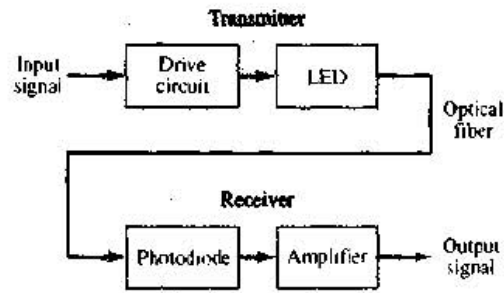 Transmitter
Input
signal
Drive
circuit
LED
Optical
fiber
Receiver
Photodiode
Amplifier
Output
signal